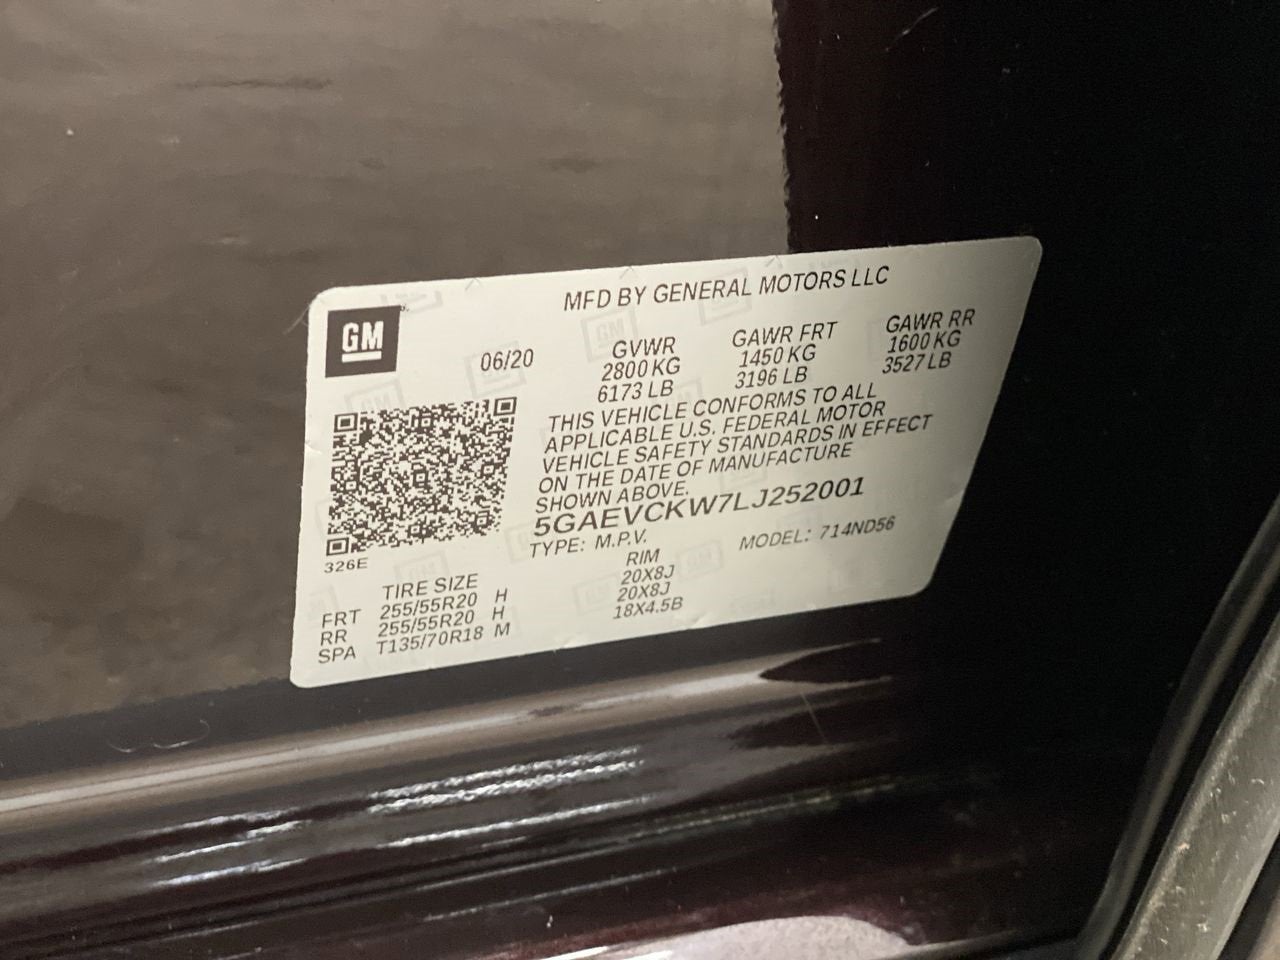 MFD BY GENERAL MOTORS LLC
GM
06/20
GVWR
2800 KG
6173 LB
GAWR FRT
1450 KG
3196 LB
GAWR RR
1600 KG
3527 LB
THIS VEHICLE CONFORMS TO ALL
APPLICABLE U.S. FEDERAL MOTOR
VEHICLE SAFETY STANDARDS IN EFFECT
ON THE DATE OF MANUFACTURE
SHOWN ABOVE.
5GAEVCKW7LJ252001
TYPE: M.P.V. MODEL: 714ND56
326E
TIRE SIZE RIM
FRT 255/55R20 H 20X8J
RR 255/55R20 H 20X8J
SPA T135/70R18 M 18X4.5B